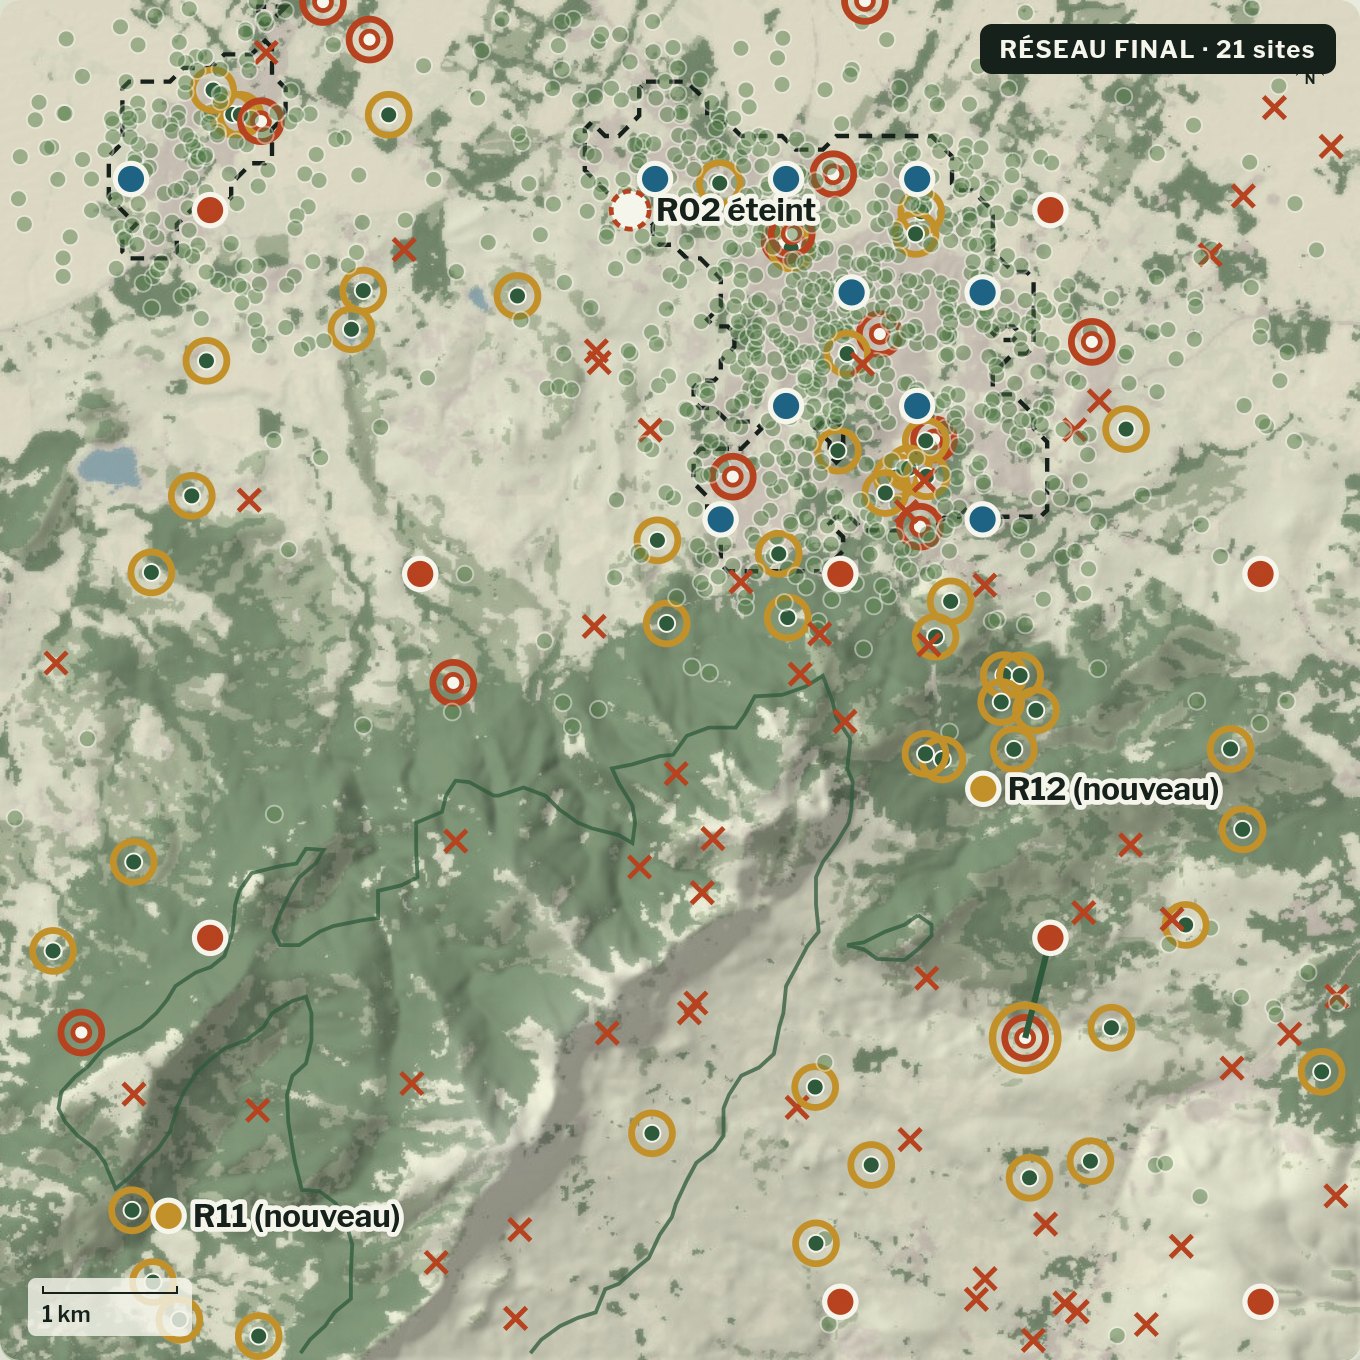 RÉSEAU FINAL · 21 sites
N
R02 éteint
R12 (nouveau)
R11 (nouveau)
1 km